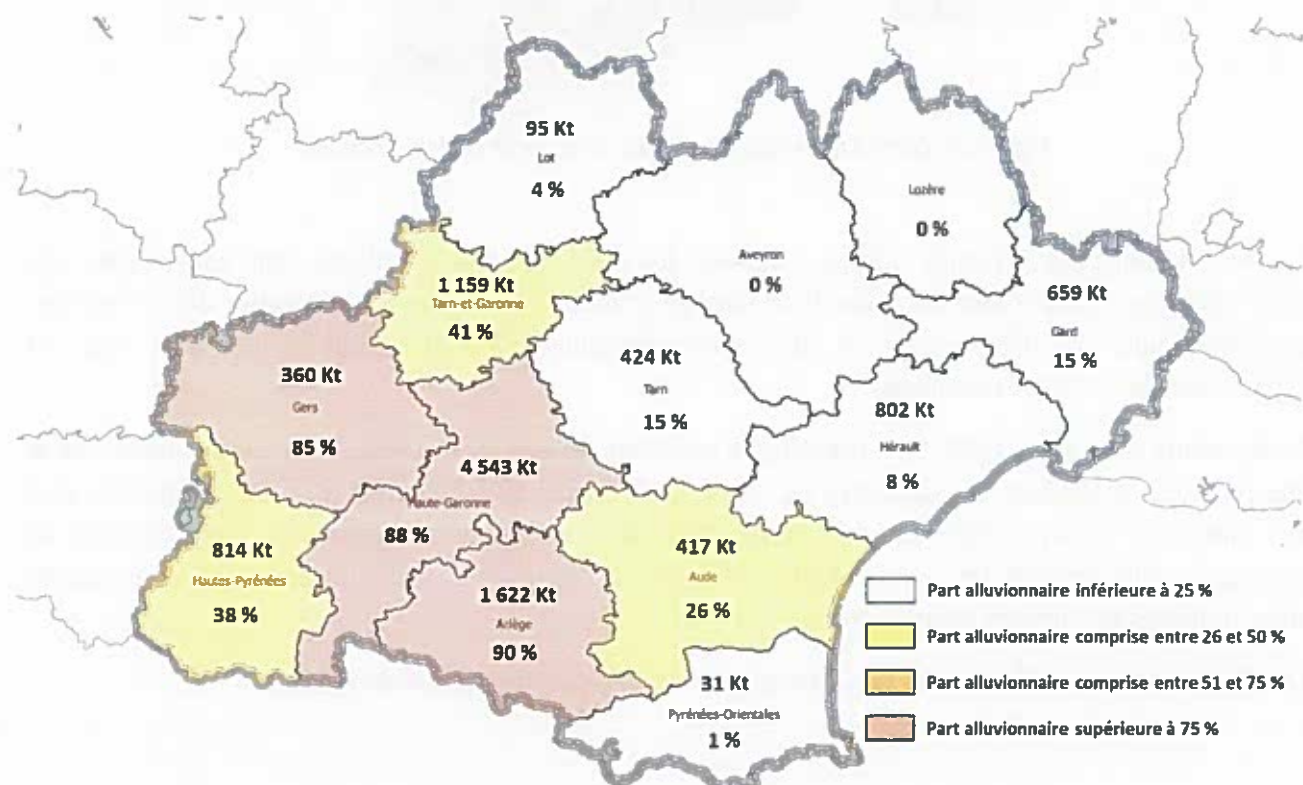 95 Kt
Lot
4 %
Lozère
0 %
Aveyron
0 %
1 159 Kt
Tarn-et-Garonne
41 %
659 Kt
Gard
15 %
360 Kt
Gers
85 %
424 Kt
Tarn
15 %
802 Kt
Hérault
8 %
4 543 Kt
Haute-Garonne
88 %
814 Kt
Hautes-Pyrénées
38 %
417 Kt
Aude
26 %
1 622 Kt
Ariège
90 %
31 Kt
Pyrénées-Orientales
1 %
Part alluvionnaire inférieure à 25 %
Part alluvionnaire comprise entre 26 et 50 %
Part alluvionnaire comprise entre 51 et 75 %
Part alluvionnaire supérieure à 75 %